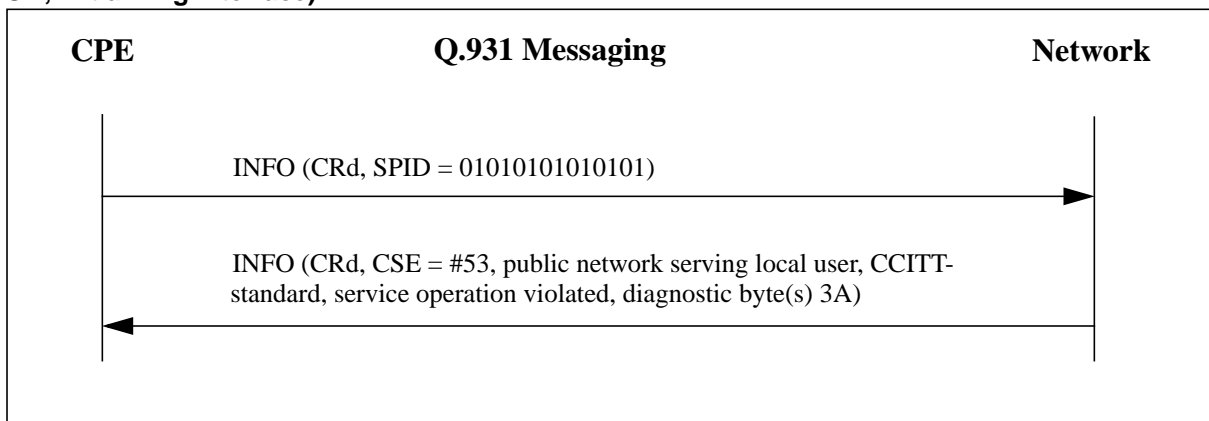 CPE Q.931 Messaging Network
INFO (CRd, SPID = 01010101010101)
INFO (CRd, CSE = #53, public network serving local user, CCITT-
standard, service operation violated, diagnostic byte(s) 3A)